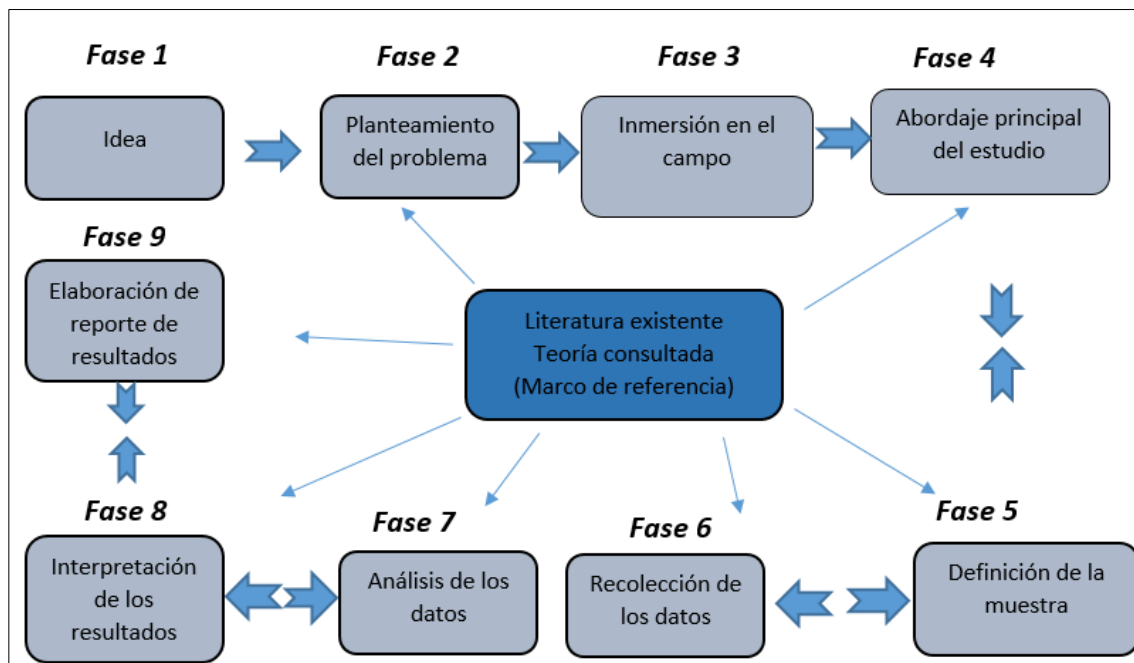 Fase 1
Idea
Fase 2
Planteamiento
del problema
Fase 3
Inmersión en el
campo
Fase 4
Abordaje principal
del estudio
Fase 9
Elaboración de
reporte de
resultados
Literatura existente
Teoría consultada
(Marco de referencia)
Fase 8
Interpretación
de los
resultados
Fase 7
Análisis de los
datos
Fase 6
Recolección de
los datos
Fase 5
Definición de la
muestra